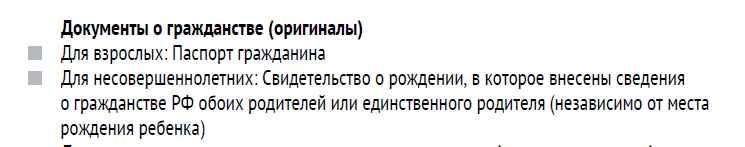 Документы о гражданстве (оригиналы)
Для взрослых: Паспорт гражданина
Для несовершеннолетних: Свидетельство о рождении, в которое внесены сведения
о гражданстве РФ обоих родителей или единственного родителя (независимо от места
рождения ребенка)